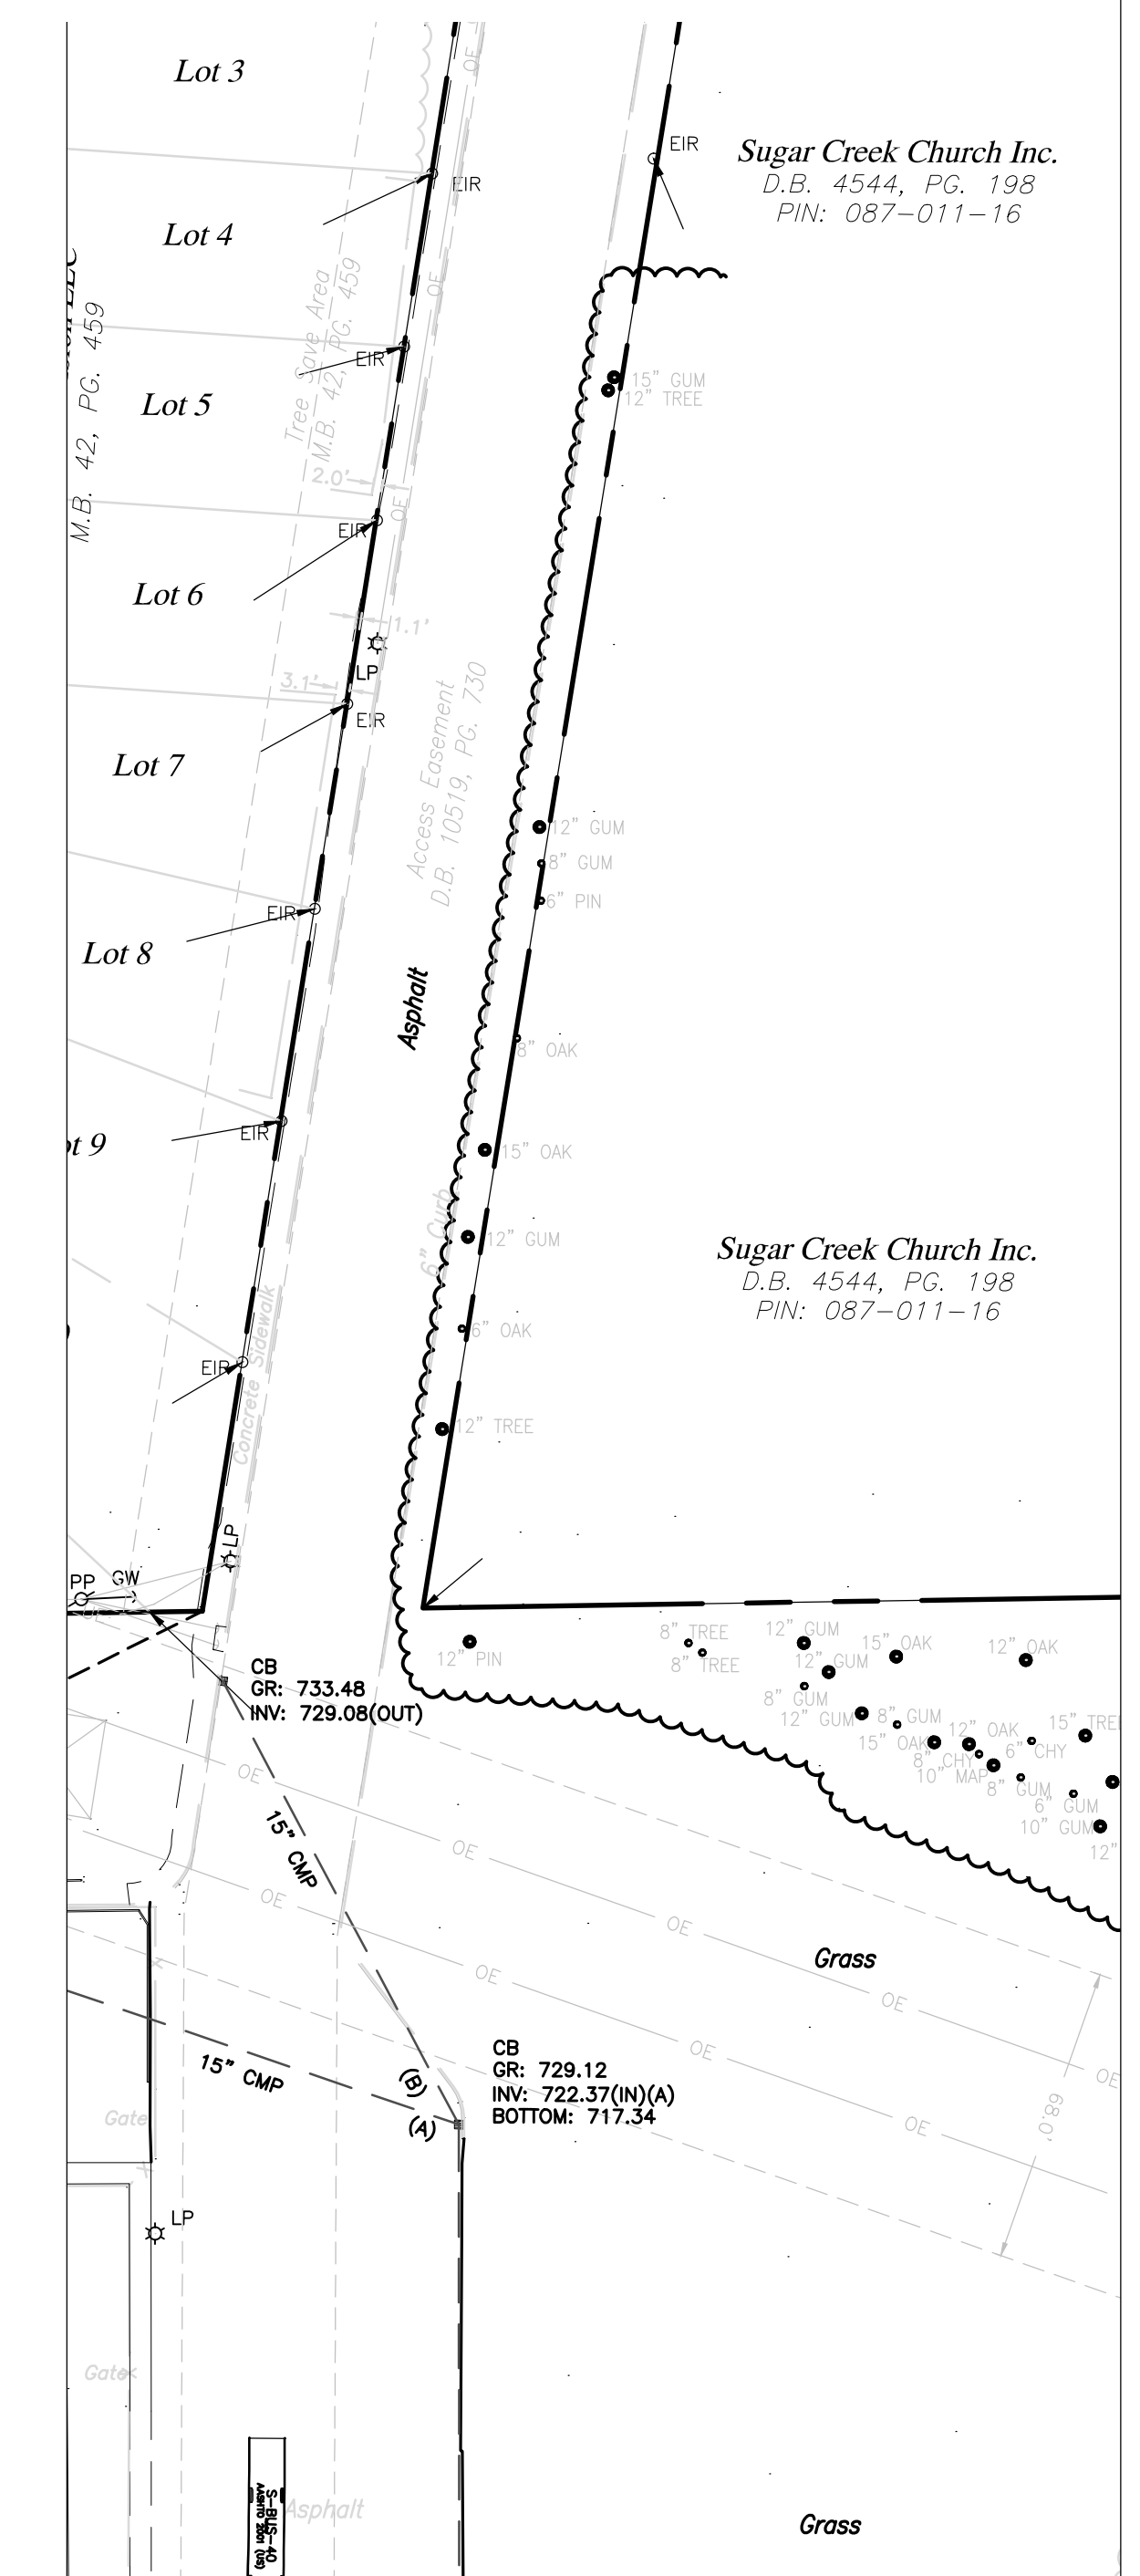 Lot 3
EIR
Sugar Creek Church Inc.
D.B. 4544, PG. 198
PIN: 087-011-16
OE
EIR
Lot 4
OE
M.B. 42, PG. 459
Tree Save Area
M.B. 42, PG. 459
EIR
15" GUM
12" TREE
Lot 5
2.0'
OE
EIR
Lot 6
1.1'
LP
3.1'
EIR
Lot 7
Access Easement
D.B. 10519, PG. 730
12" GUM
8" GUM
6" PIN
EIR
Lot 8
Asphalt
8" OAK
EIR
ot 9
15" OAK
6" Curb
12" GUM
Sugar Creek Church Inc.
D.B. 4544, PG. 198
PIN: 087-011-16
6" OAK
EIR
Concrete Sidewalk
12" TREE
LP
PP
GW
12" PIN
8" TREE
8" TREE
12" GUM
12" GUM
15" OAK
12" OAK
8" GUM
12" GUM
8" GUM
15" OAK
12" OAK
6" CHY
15" TREE
8" CHY
10" MAP
8" GUM
6" GUM
10" GUM
12"
CB
GR: 733.48
INV: 729.08(OUT)
OE
15" CMP
OE
OE
OE
Grass
OE
OE
OE
OE
OE
68.0'
15" CMP
(B)
(A)
CB
GR: 729.12
INV: 722.37(IN)(A)
BOTTOM: 717.34
Gate
X
X
LP
Gate
S-BUS-40
AASHTO 2001 (US)
Asphalt
Grass